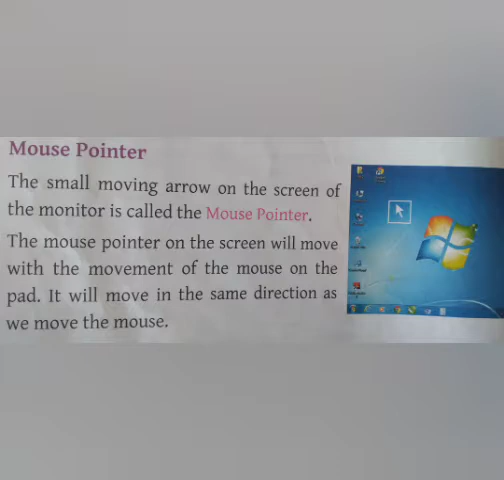 Mouse Pointer
The small moving arrow on the screen of
the monitor is called the Mouse Pointer.
The mouse pointer on the screen will move
with the movement of the mouse on the
pad. It will move in the same direction as
we move the mouse.